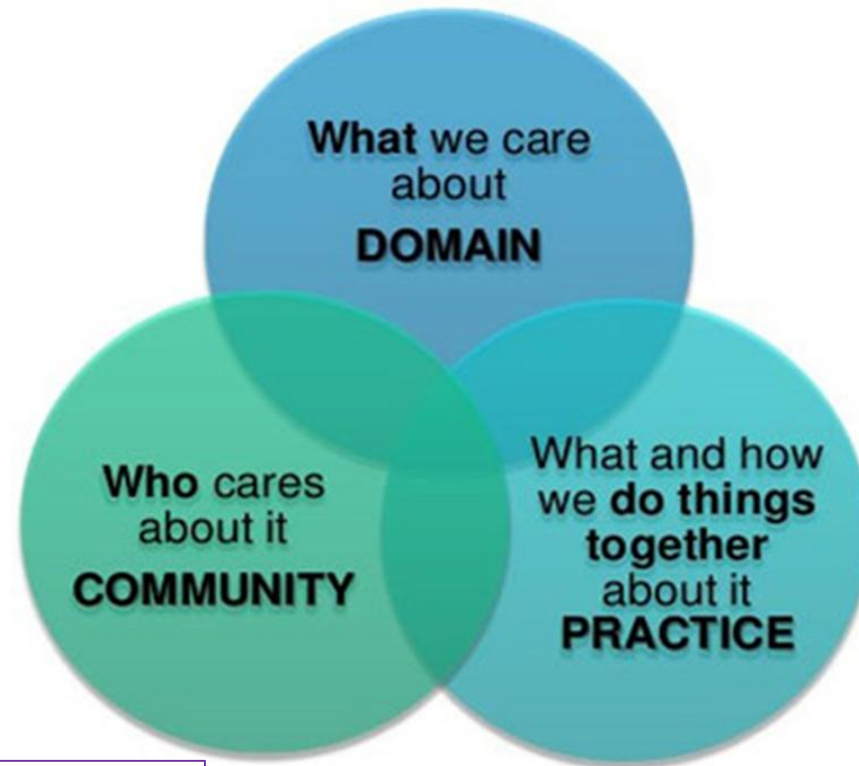 What we care
about
DOMAIN
Who cares
about it
COMMUNITY
What and how
we do things
together
about it
PRACTICE